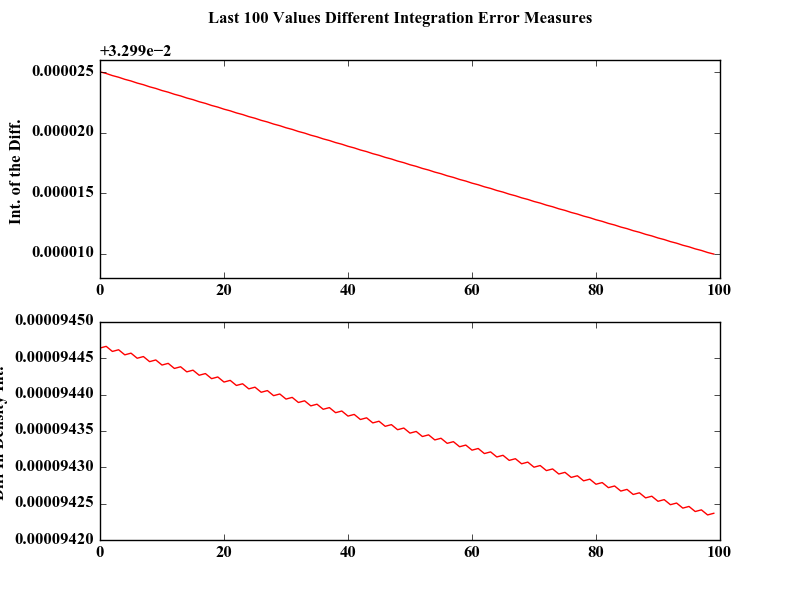 Last 100 Values Different Integration Error Measures
+3.299e−2
0.000025
0.000020
0.000015
0.000010
Int. of the Diff.
0 20 40 60 80 100
0.00009450
0.00009445
0.00009440
0.00009435
0.00009430
0.00009425
0.00009420
Density Int.
0 20 40 60 80 100